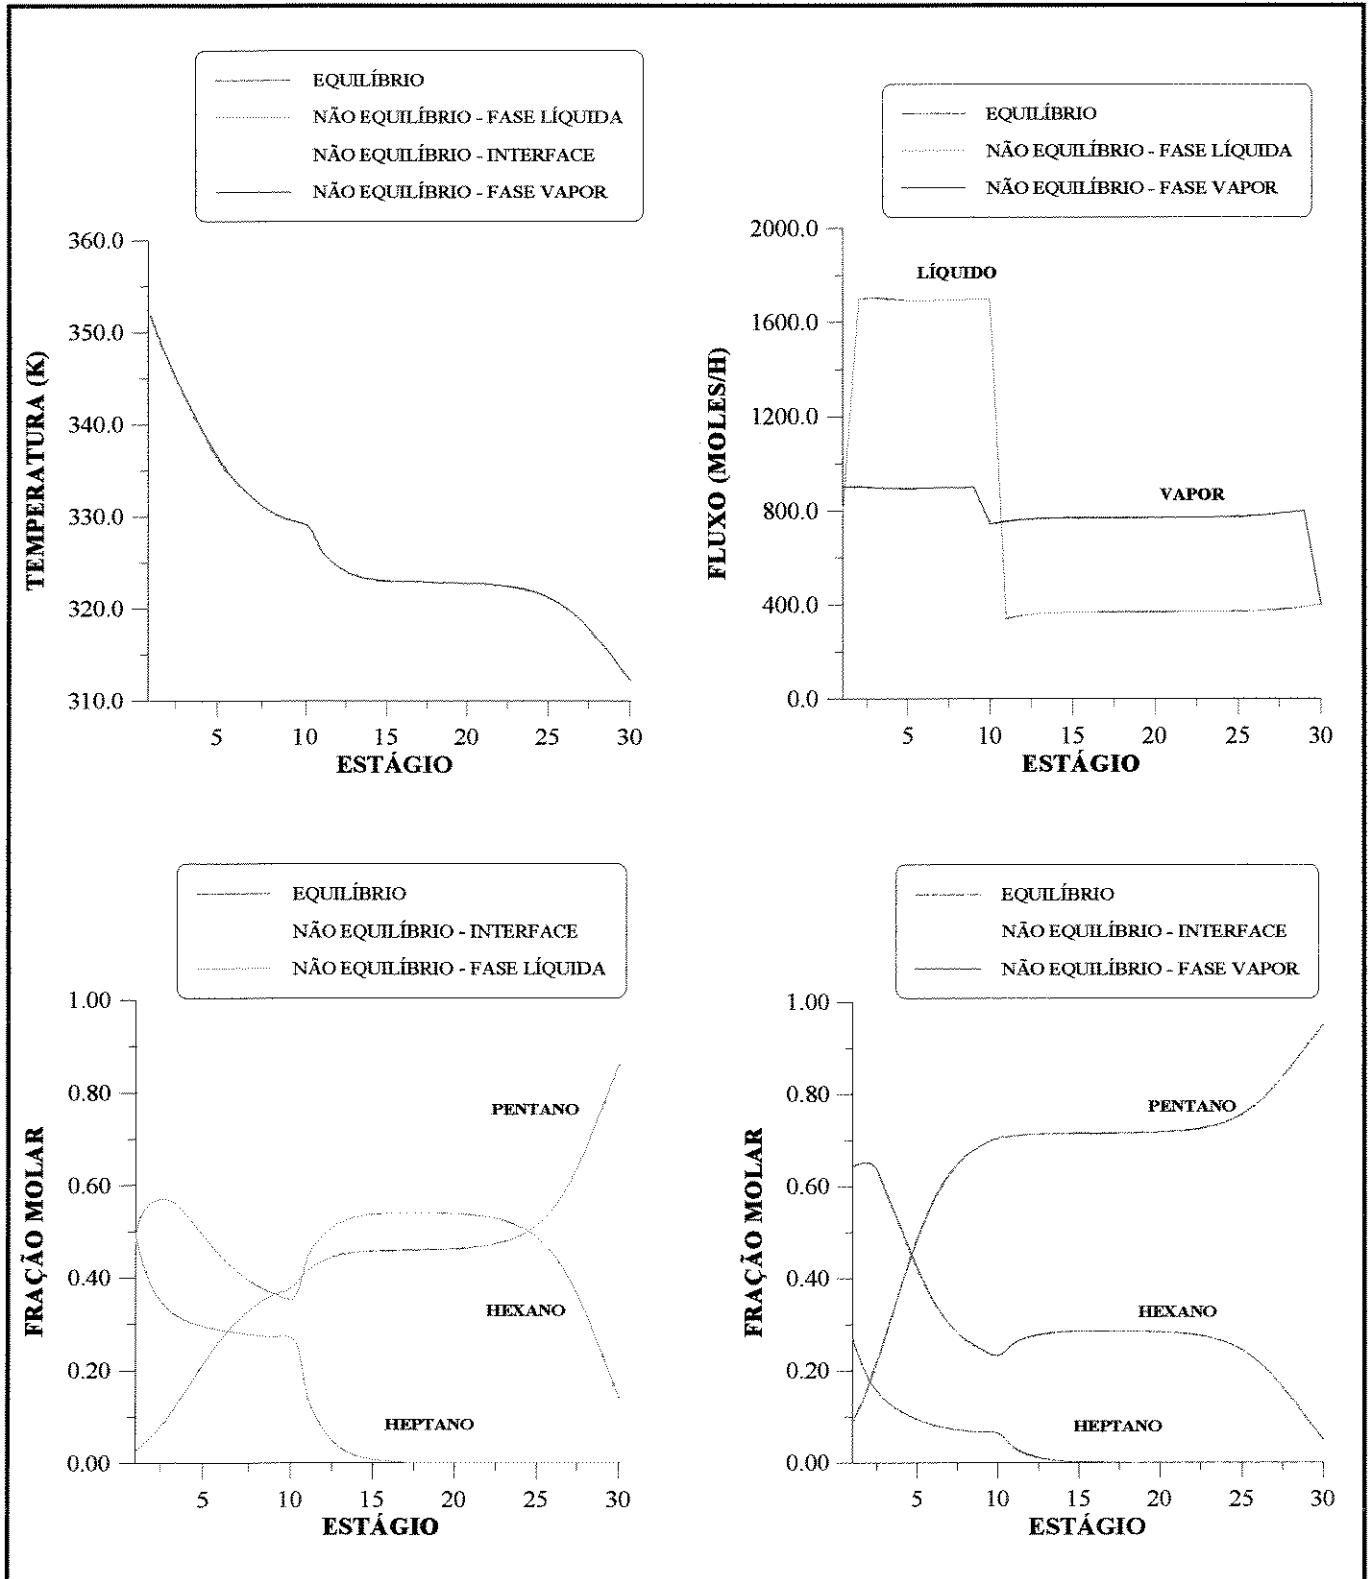 EQUILÍBRIO
NÃO EQUILÍBRIO - FASE LÍQUIDA
NÃO EQUILÍBRIO - INTERFACE
NÃO EQUILÍBRIO - FASE VAPOR
360.0
350.0
340.0
330.0
320.0
310.0
TEMPERATURA (K)
5 10 15 20 25 30
ESTÁGIO
EQUILÍBRIO
NÃO EQUILÍBRIO - FASE LÍQUIDA
NÃO EQUILÍBRIO - FASE VAPOR
2000.0
1600.0
1200.0
800.0
400.0
0.0
FLUXO (MOLES/H)
LÍQUIDO
VAPOR
5 10 15 20 25 30
ESTÁGIO
EQUILÍBRIO
NÃO EQUILÍBRIO - INTERFACE
NÃO EQUILÍBRIO - FASE LÍQUIDA
1.00
0.80
0.60
0.40
0.20
0.00
FRAÇÃO MOLAR
PENTANO
HEXANO
HEPTANO
5 10 15 20 25 30
ESTÁGIO
EQUILÍBRIO
NÃO EQUILÍBRIO - INTERFACE
NÃO EQUILÍBRIO - FASE VAPOR
1.00
0.80
0.60
0.40
0.20
0.00
FRAÇÃO MOLAR
PENTANO
HEXANO
HEPTANO
5 10 15 20 25 30
ESTÁGIO